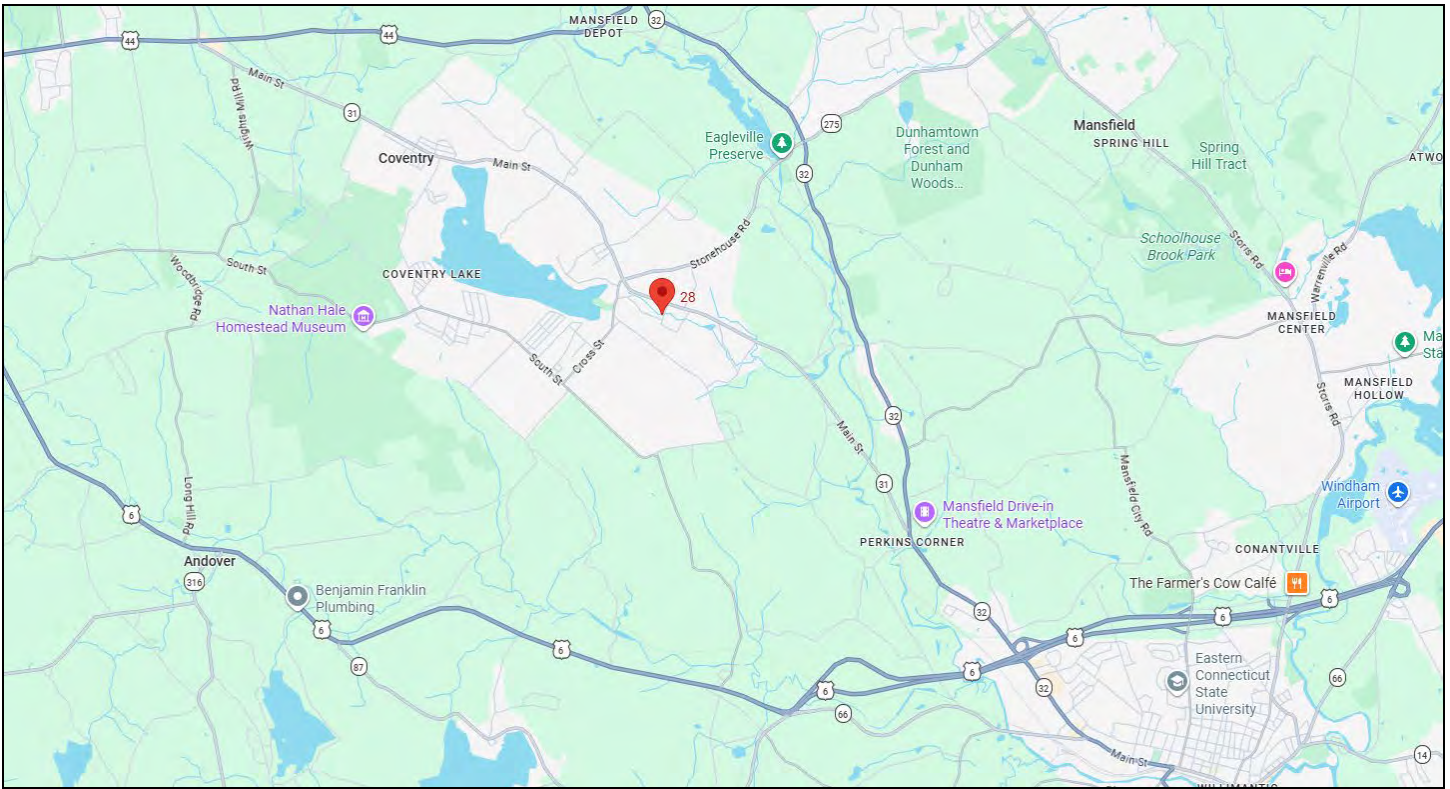 MANSFIELD
DEPOT
32
44
44
Main St
Wrights Mill Rd
31
Coventry
Main St
275
Eagleville
Preserve
32
Dunhamtown
Forest and
Dunham
Woods...
Mansfield
SPRING HILL
Spring
Hill Tract
ATWO
Stonehouse Rd
Storrs Rd
Schoolhouse
Brook Park
Warrenville Rd
South St
Woodbridge Rd
COVENTRY LAKE
28
Nathan Hale
Homestead Museum
MANSFIELD
CENTER
Ma
Sta
South St
Cross St
MANSFIELD
HOLLOW
Storrs Rd
32
Main St
Long Hill Rd
Mansfield City Rd
31
Windham
Airport
6
Mansfield Drive-in
Theatre & Marketplace
PERKINS CORNER
CONANTVILLE
Andover
316
The Farmer's Cow Calfé
Benjamin Franklin
Plumbing
6
32
6
6
6
6
87
6
6
66
32
Eastern
Connecticut
State
University
66
Main St
14
WILLIMANTIC